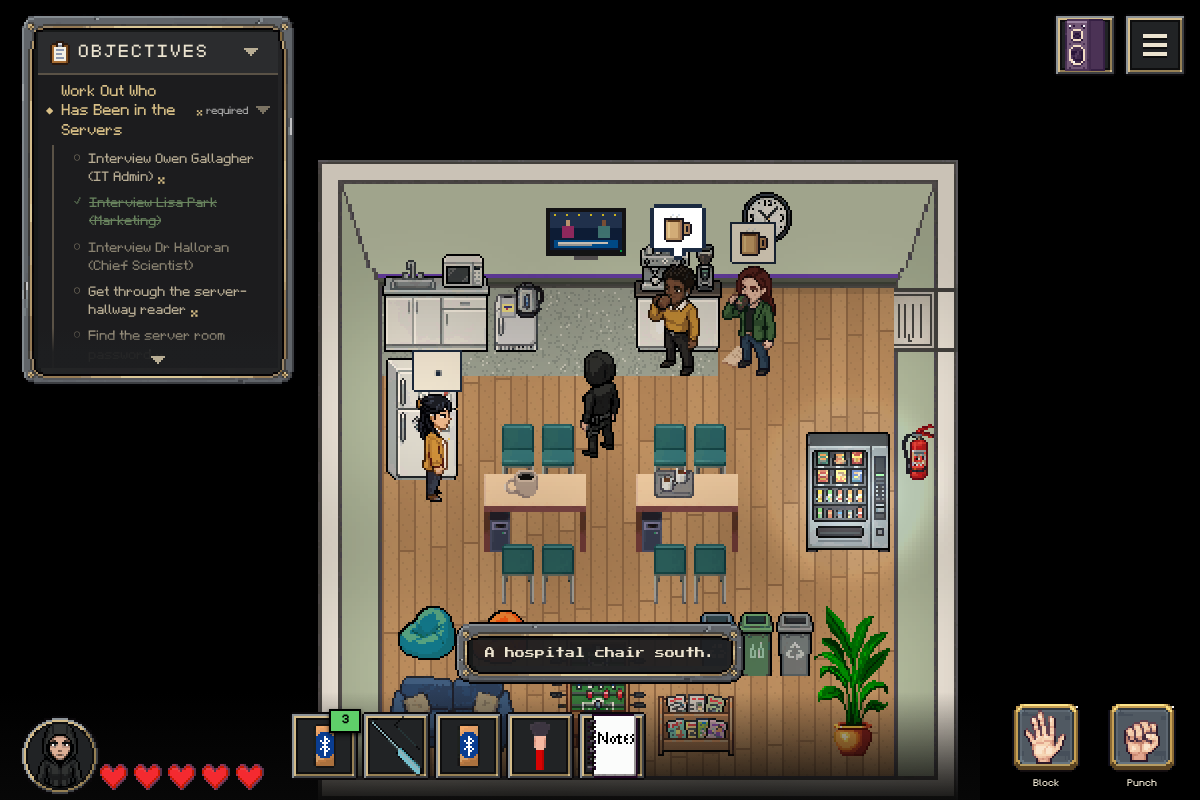 OBJECTIVES
Work Out Who
Has Been in the
Servers
x required
Interview Owen Gallagher
(IT Admin) x
Interview Lisa Park
(Marketing)
Interview Dr Halloran
(Chief Scientist)
Get through the server-
hallway reader x
Find the server room
A hospital chair south.
3
Notes
Block
Punch